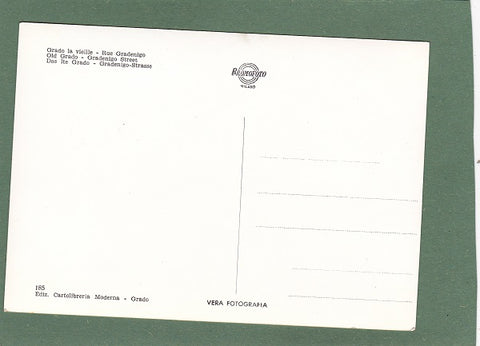 Grado la vieille - Rue Gradenigo
Old Grado - Gradenigo Street
Das Re Grado - Gradenigo-Strasse
MILANO
185
Ediz. Cartolibreria Moderna - Grado
VERA FOTOGRAFIA